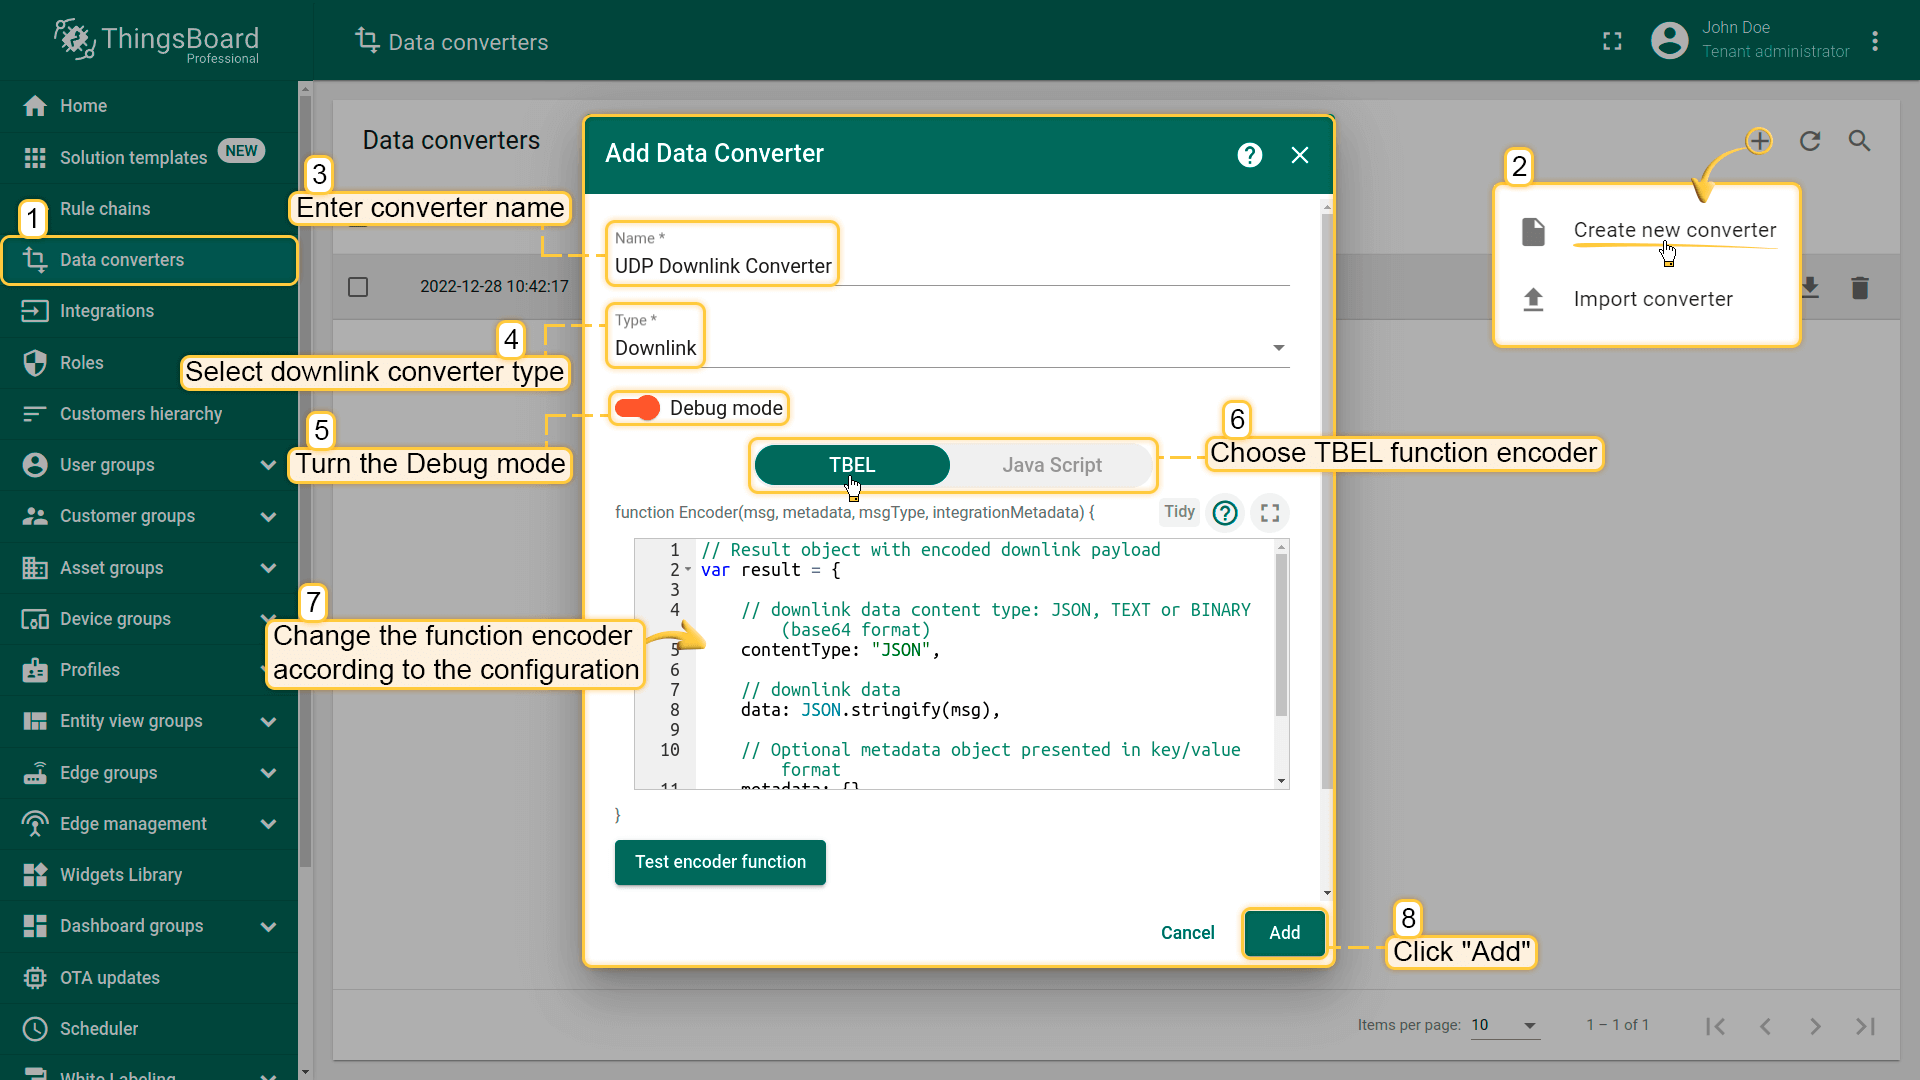 ThingsBoard
Professional
Data converters
John Doe
Tenant administrator
Home
Solution templates NEW
Rule chains
1
Data converters
Integrations
Roles
Customers hierarchy
User groups
Customer groups
Asset groups
Device groups
Profiles
Entity view groups
Edge groups
Edge management
Widgets Library
Dashboard groups
OTA updates
Scheduler
White Labeling
Data converters
2022-12-28 10:42:17
2
Create new converter
Import converter
Add Data Converter
3
Enter converter name
Name *
UDP Downlink Converter
4
Select downlink converter type
Type *
Downlink
5
Turn the Debug mode
Debug mode
6
Choose TBEL function encoder
TBEL
Java Script
function Encoder(msg, metadata, msgType, integrationMetadata) {
Tidy
7
Change the function encoder
according to the configuration
1 // Result object with encoded downlink payload
2 var result = {
3
4 // downlink data content type: JSON, TEXT or BINARY
(base64 format)
5 contentType: "JSON",
6
7 // downlink data
8 data: JSON.stringify(msg),
9
10 // Optional metadata object presented in key/value
format
11 metadata: {}
}
Test encoder function
Cancel
Add
8
Click "Add"
Items per page: 10
1 – 1 of 1